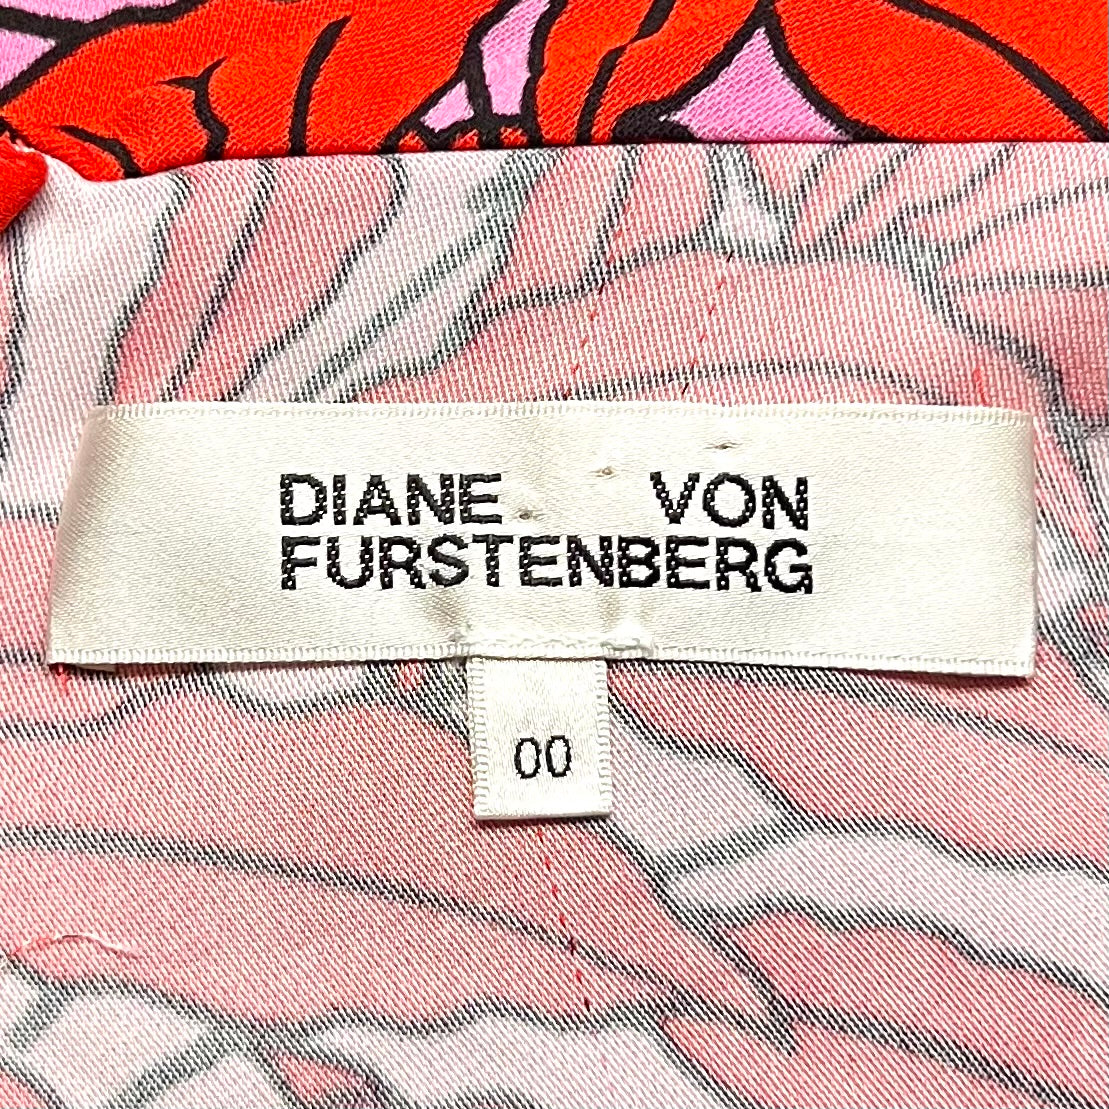 DIANE VON
FURSTENBERG
00